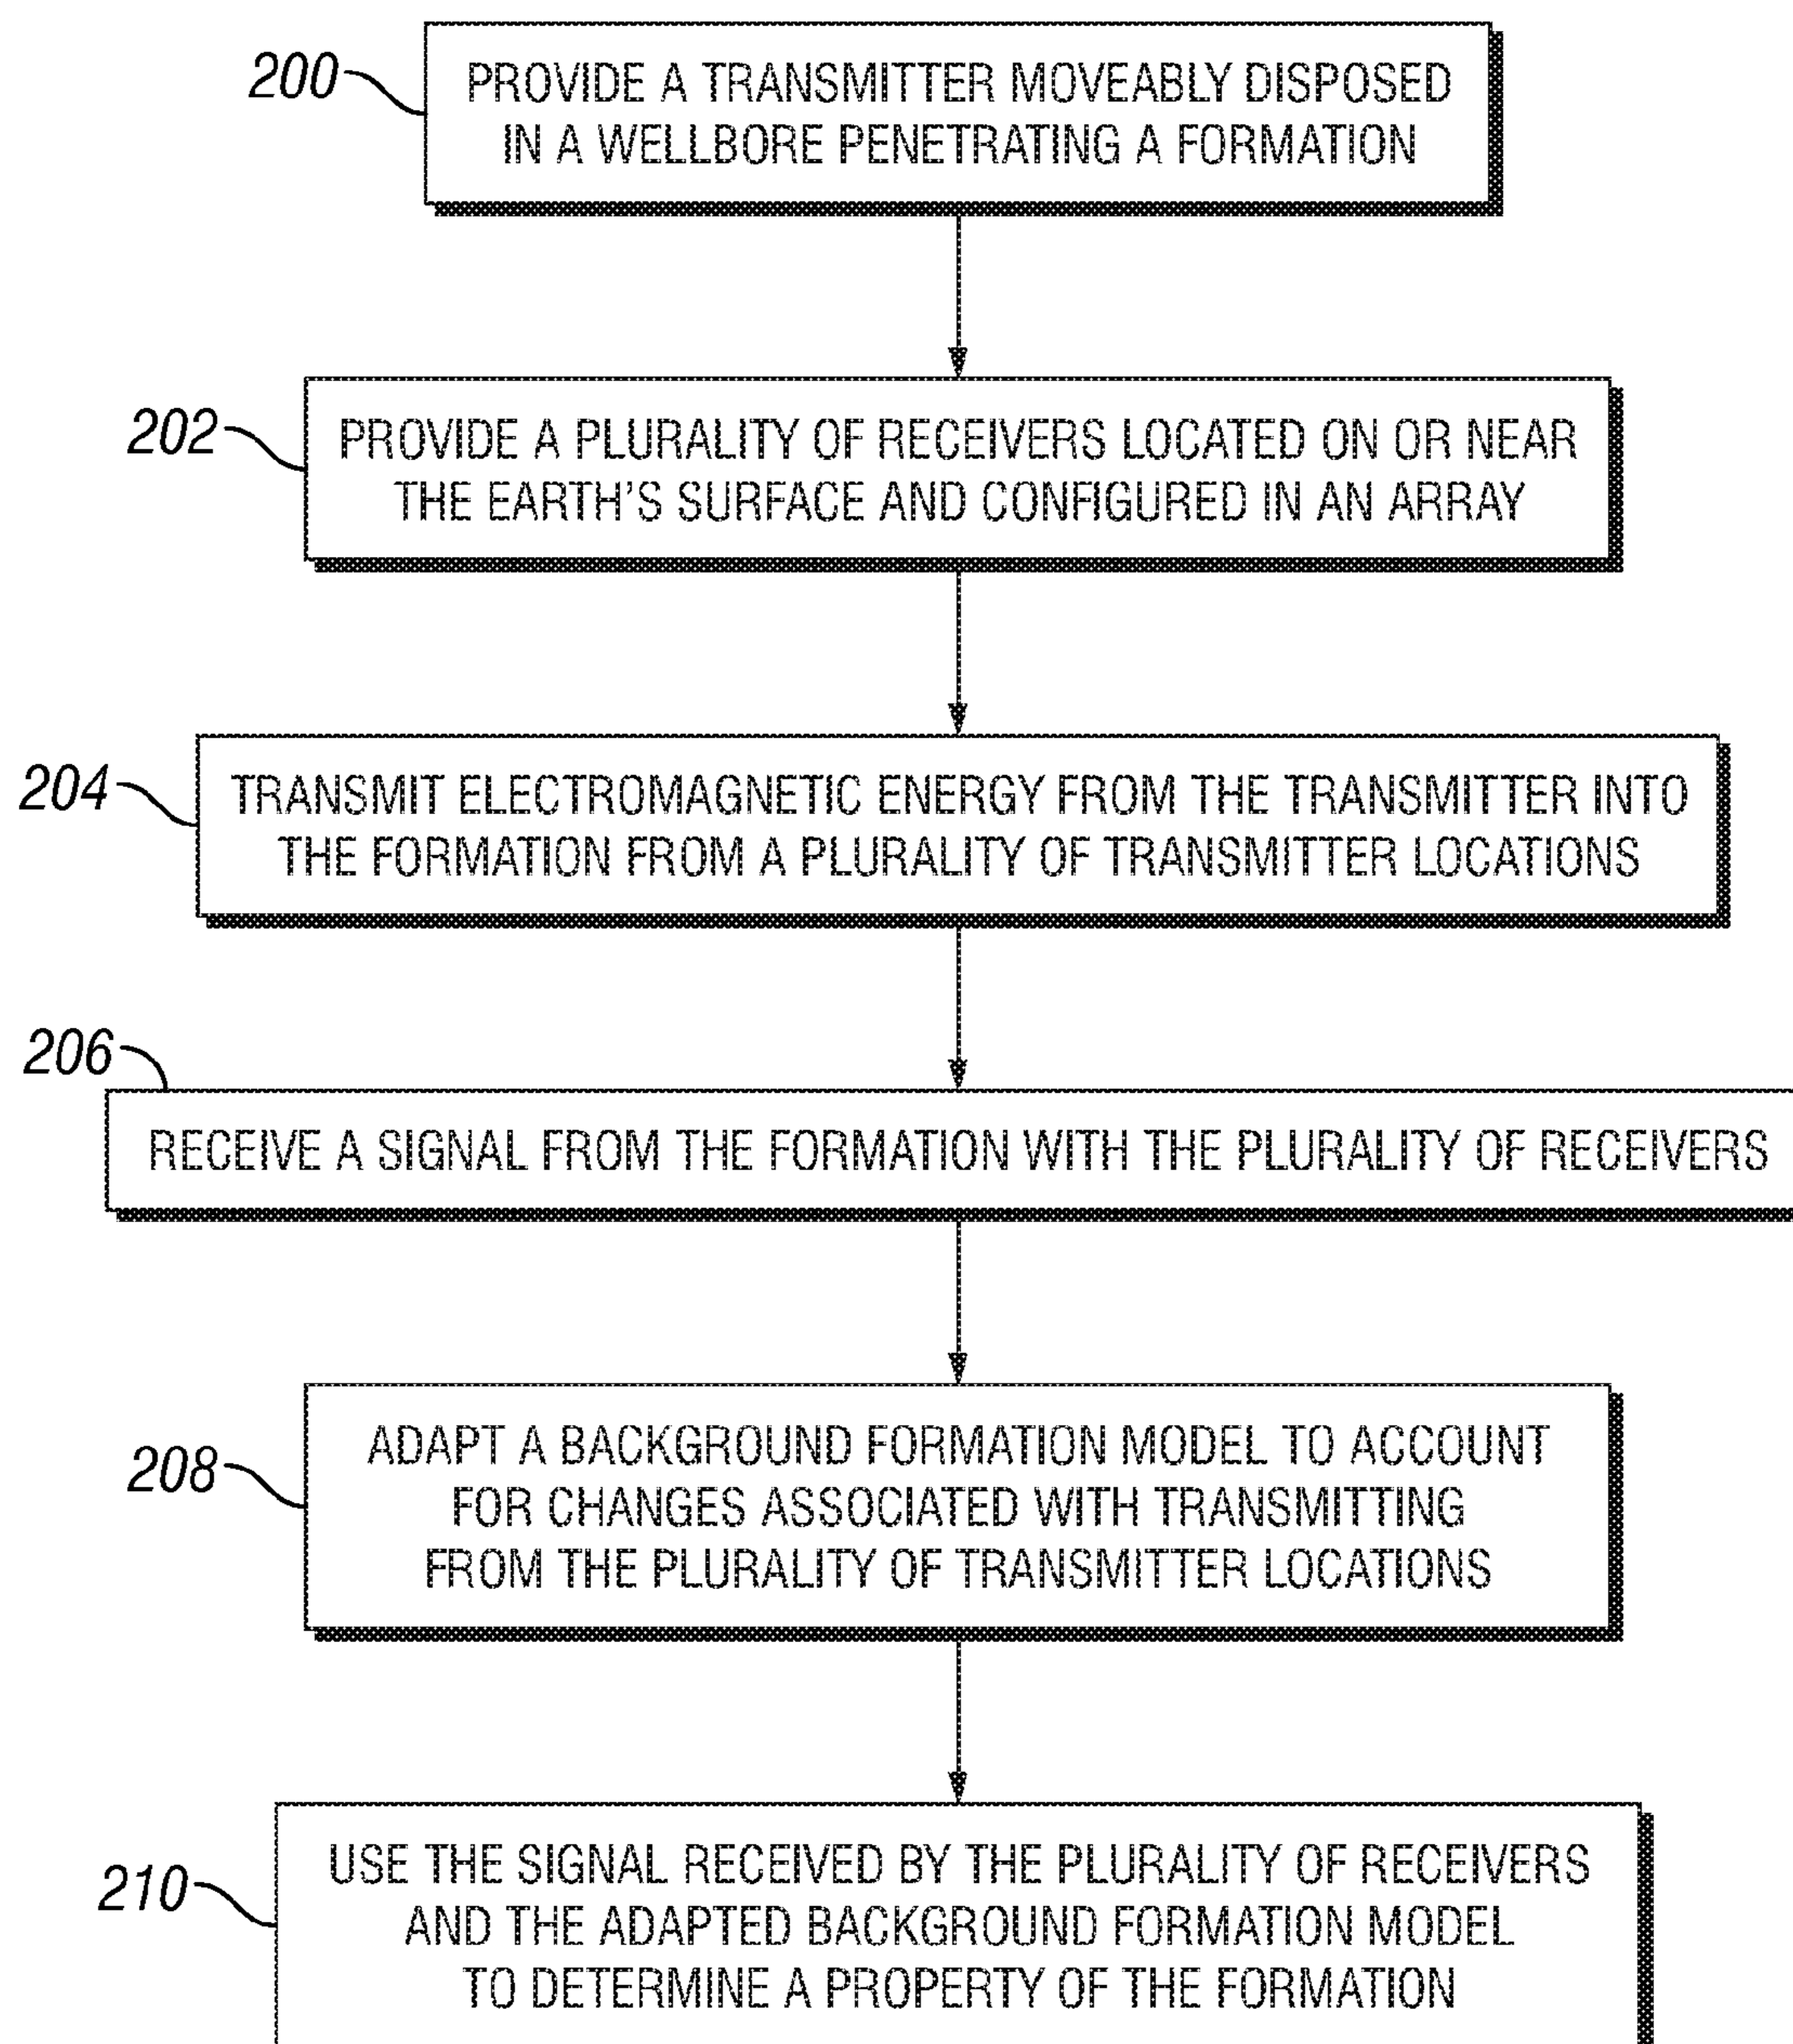 200
PROVIDE A TRANSMITTER MOVEABLY DISPOSED
IN A WELLBORE PENETRATING A FORMATION
202
PROVIDE A PLURALITY OF RECEIVERS LOCATED ON OR NEAR
THE EARTH'S SURFACE AND CONFIGURED IN AN ARRAY
204
TRANSMIT ELECTROMAGNETIC ENERGY FROM THE TRANSMITTER INTO
THE FORMATION FROM A PLURALITY OF TRANSMITTER LOCATIONS
206
RECEIVE A SIGNAL FROM THE FORMATION WITH THE PLURALITY OF RECEIVERS
208
ADAPT A BACKGROUND FORMATION MODEL TO ACCOUNT
FOR CHANGES ASSOCIATED WITH TRANSMITTING
FROM THE PLURALITY OF TRANSMITTER LOCATIONS
210
USE THE SIGNAL RECEIVED BY THE PLURALITY OF RECEIVERS
AND THE ADAPTED BACKGROUND FORMATION MODEL
TO DETERMINE A PROPERTY OF THE FORMATION